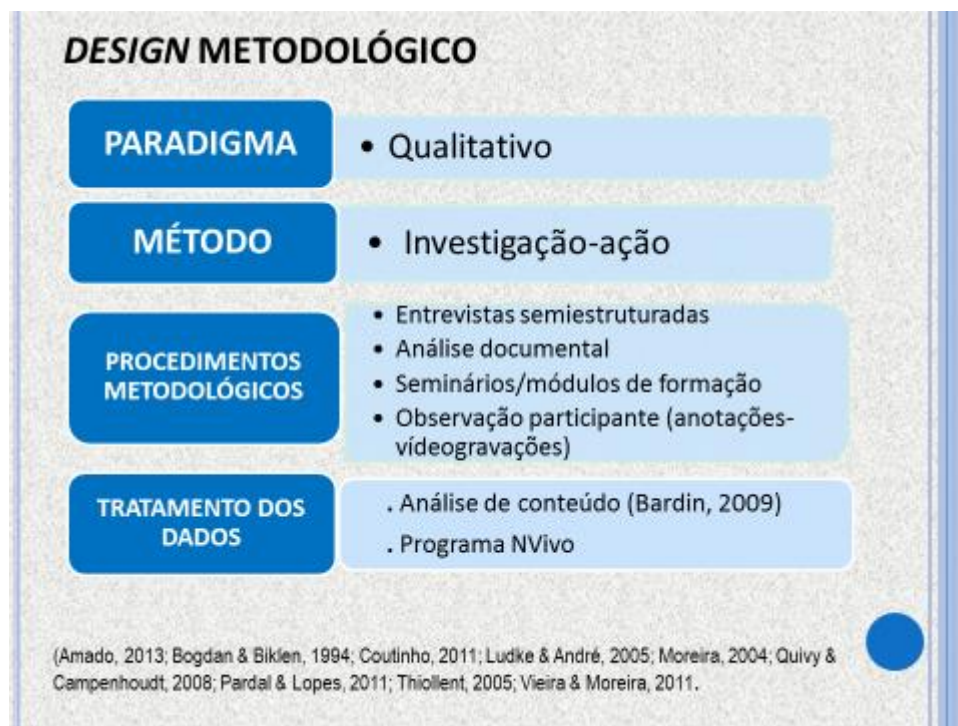 DESIGN METODOLÓGICO
PARADIGMA
• Qualitativo
MÉTODO
• Investigação-ação
PROCEDIMENTOS
METODOLÓGICOS
• Entrevistas semiestruturadas
• Análise documental
• Seminários/módulos de formação
• Observação participante (anotações-
vídeogravações)
TRATAMENTO DOS
DADOS
. Análise de conteúdo (Bardin, 2009)
. Programa NVivo
(Amado, 2013; Bogdan & Biklen, 1994; Coutinho, 2011; Ludke & André, 2005; Moreira, 2004; Quivy &
Campenhoudt, 2008; Pardal & Lopes, 2011; Thiollent, 2005; Vieira & Moreira, 2011.